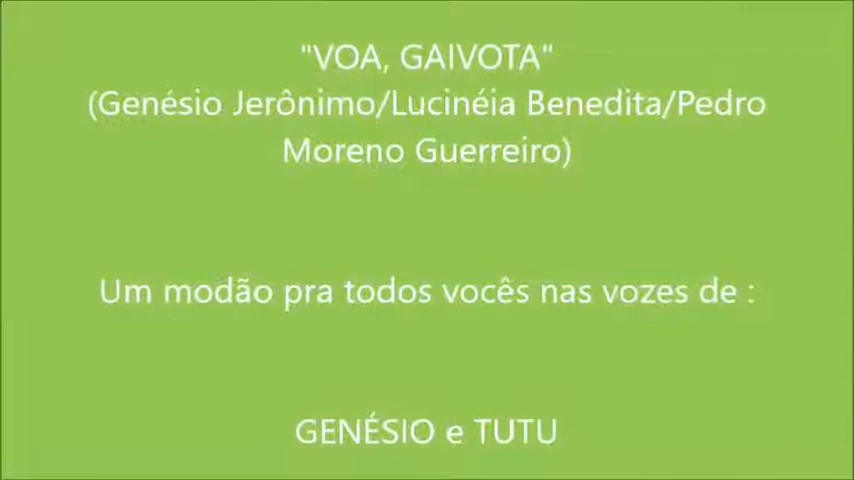 "VOA, GAIVOTA"
(Genésio Jerônimo/Lucinéia Benedita/Pedro
Moreno Guerreiro)
Um modão pra todos vocês nas vozes de :
GENÉSIO e TUTU